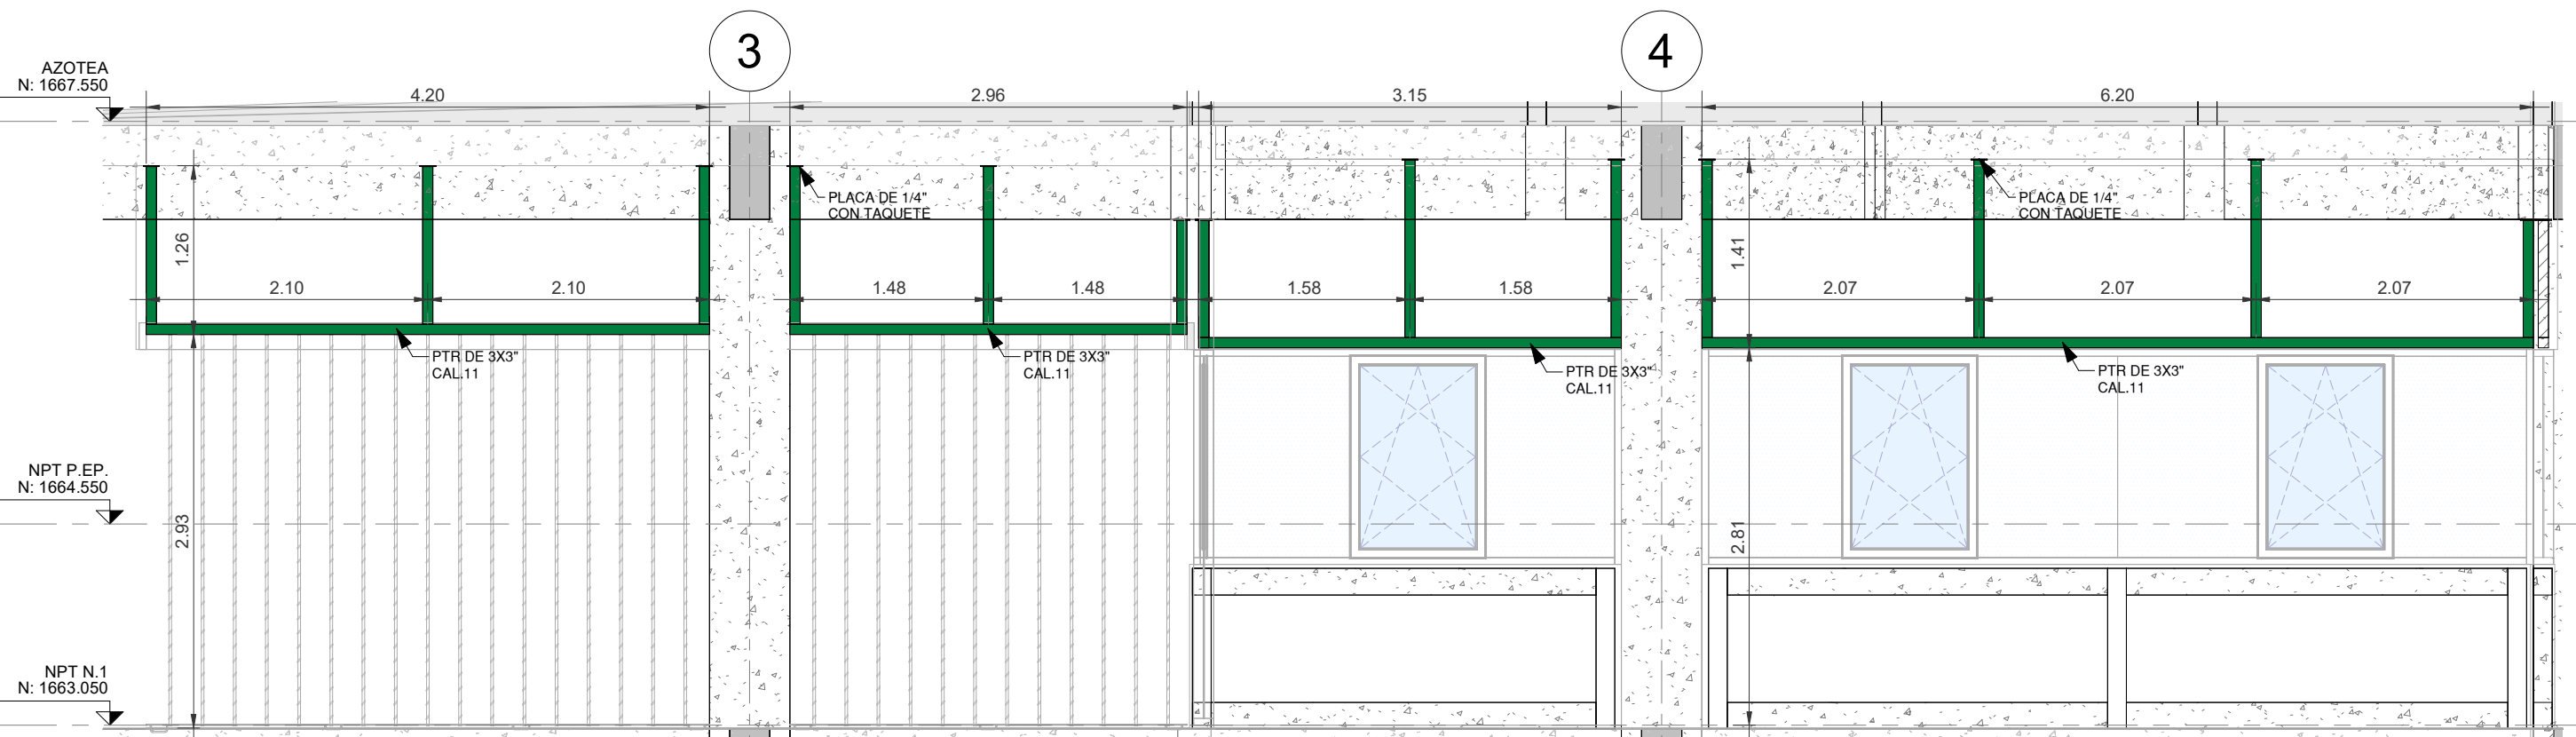 3
4
AZOTEA
N: 1667.550
4.20
2.96
3.15
6.20
PLACA DE 1/4"
CON TAQUETE
PLACA DE 1/4"
CON TAQUETE
1.26
1.41
2.10
2.10
1.48
1.48
1.58
1.58
2.07
2.07
2.07
PTR DE 3X3"
CAL.11
PTR DE 3X3"
CAL.11
PTR DE 3X3"
CAL.11
PTR DE 3X3"
CAL.11
NPT P.EP.
N: 1664.550
2.93
2.81
NPT N.1
N: 1663.050